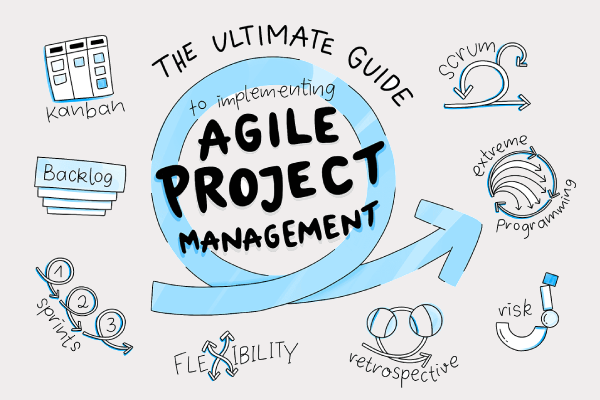 THE ULTIMATE GUIDE
to implementing
AGILE
PROJECT
MANAGEMENT
Kanban
Backlog
1
2
3
sprints
FLEXIBILITY
retrospective
risk
extreme
programming
scrum